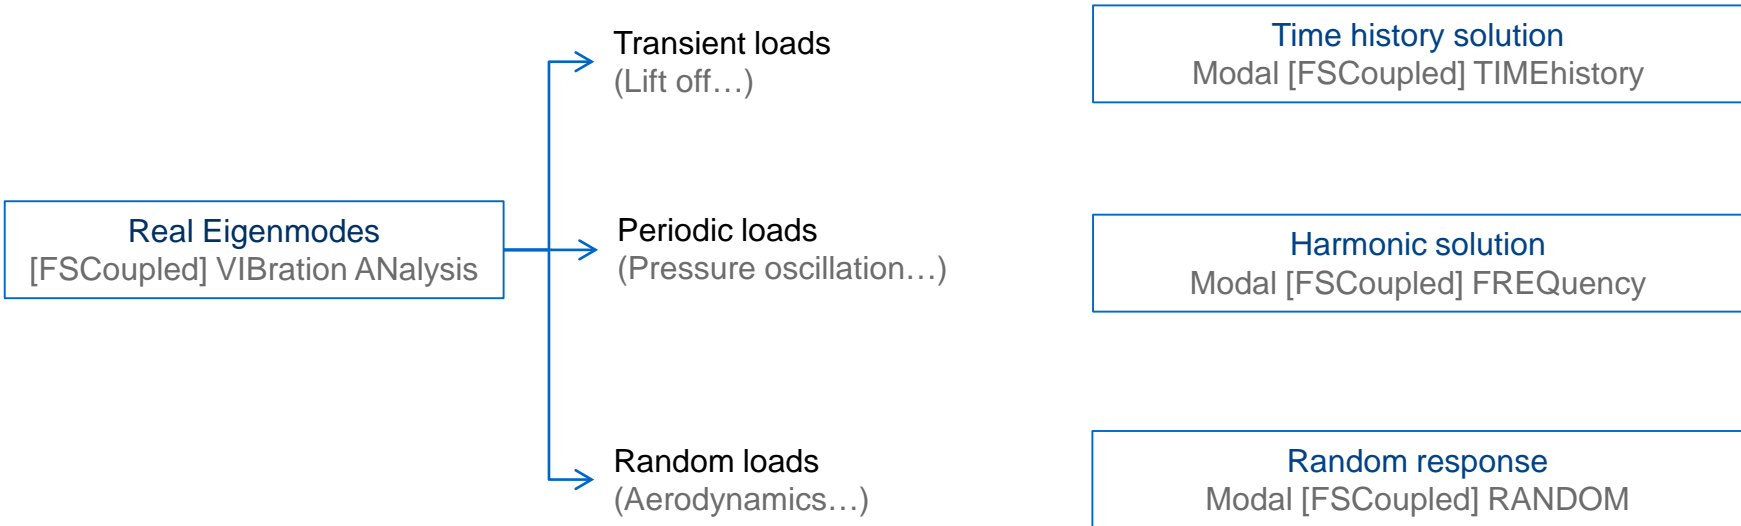 Real Eigenmodes
[FSCoupled] VIBration ANalysis
Transient loads
(Lift off…)
Time history solution
Modal [FSCoupled] TIMEhistory
Periodic loads
(Pressure oscillation…)
Harmonic solution
Modal [FSCoupled] FREQuency
Random loads
(Aerodynamics…)
Random response
Modal [FSCoupled] RANDOM